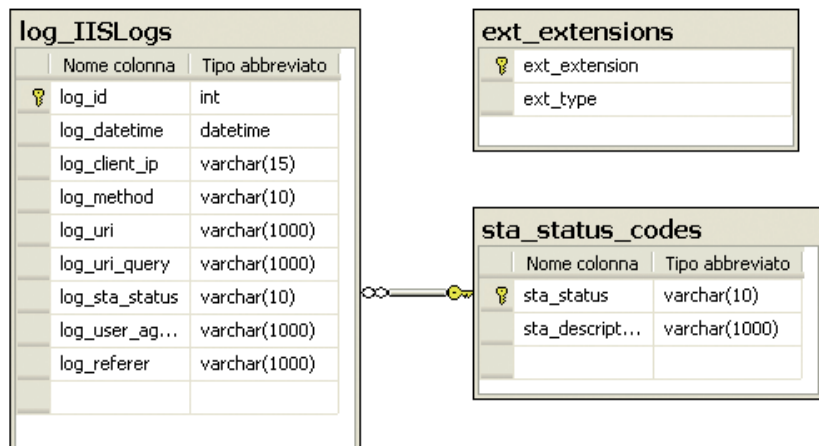 log_IISLogs
Nome colonna Tipo abbreviato
log_id int
log_datetime datetime
log_client_ip varchar(15)
log_method varchar(10)
log_uri varchar(1000)
log_uri_query varchar(1000)
log_sta_status varchar(10)
log_user_ag... varchar(1000)
log_referer varchar(1000)
ext_extensions
ext_extension
ext_type
sta_status_codes
Nome colonna Tipo abbreviato
sta_status varchar(10)
sta_descript... varchar(1000)